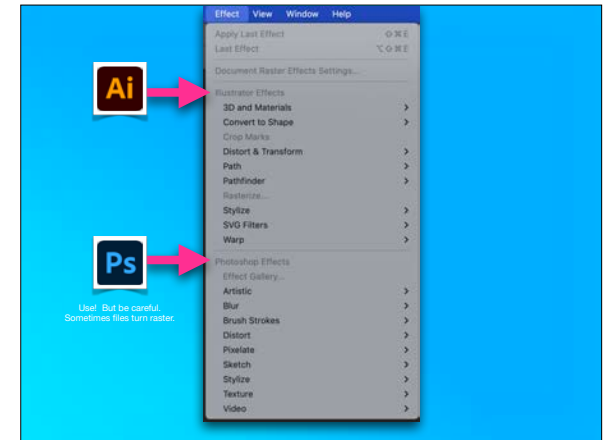 Effect View Window Help
Apply Last Effect ⇧⌘E
Last Effect ⌥⇧⌘E
Document Raster Effects Settings...
Illustrator Effects
3D and Materials
Convert to Shape
Crop Marks
Distort & Transform
Path
Pathfinder
Rasterize...
Stylize
SVG Filters
Warp
Photoshop Effects
Effect Gallery...
Artistic
Blur
Brush Strokes
Distort
Pixelate
Sketch
Stylize
Texture
Video
Ai
Ps
Use! But be careful.
Sometimes files turn raster.